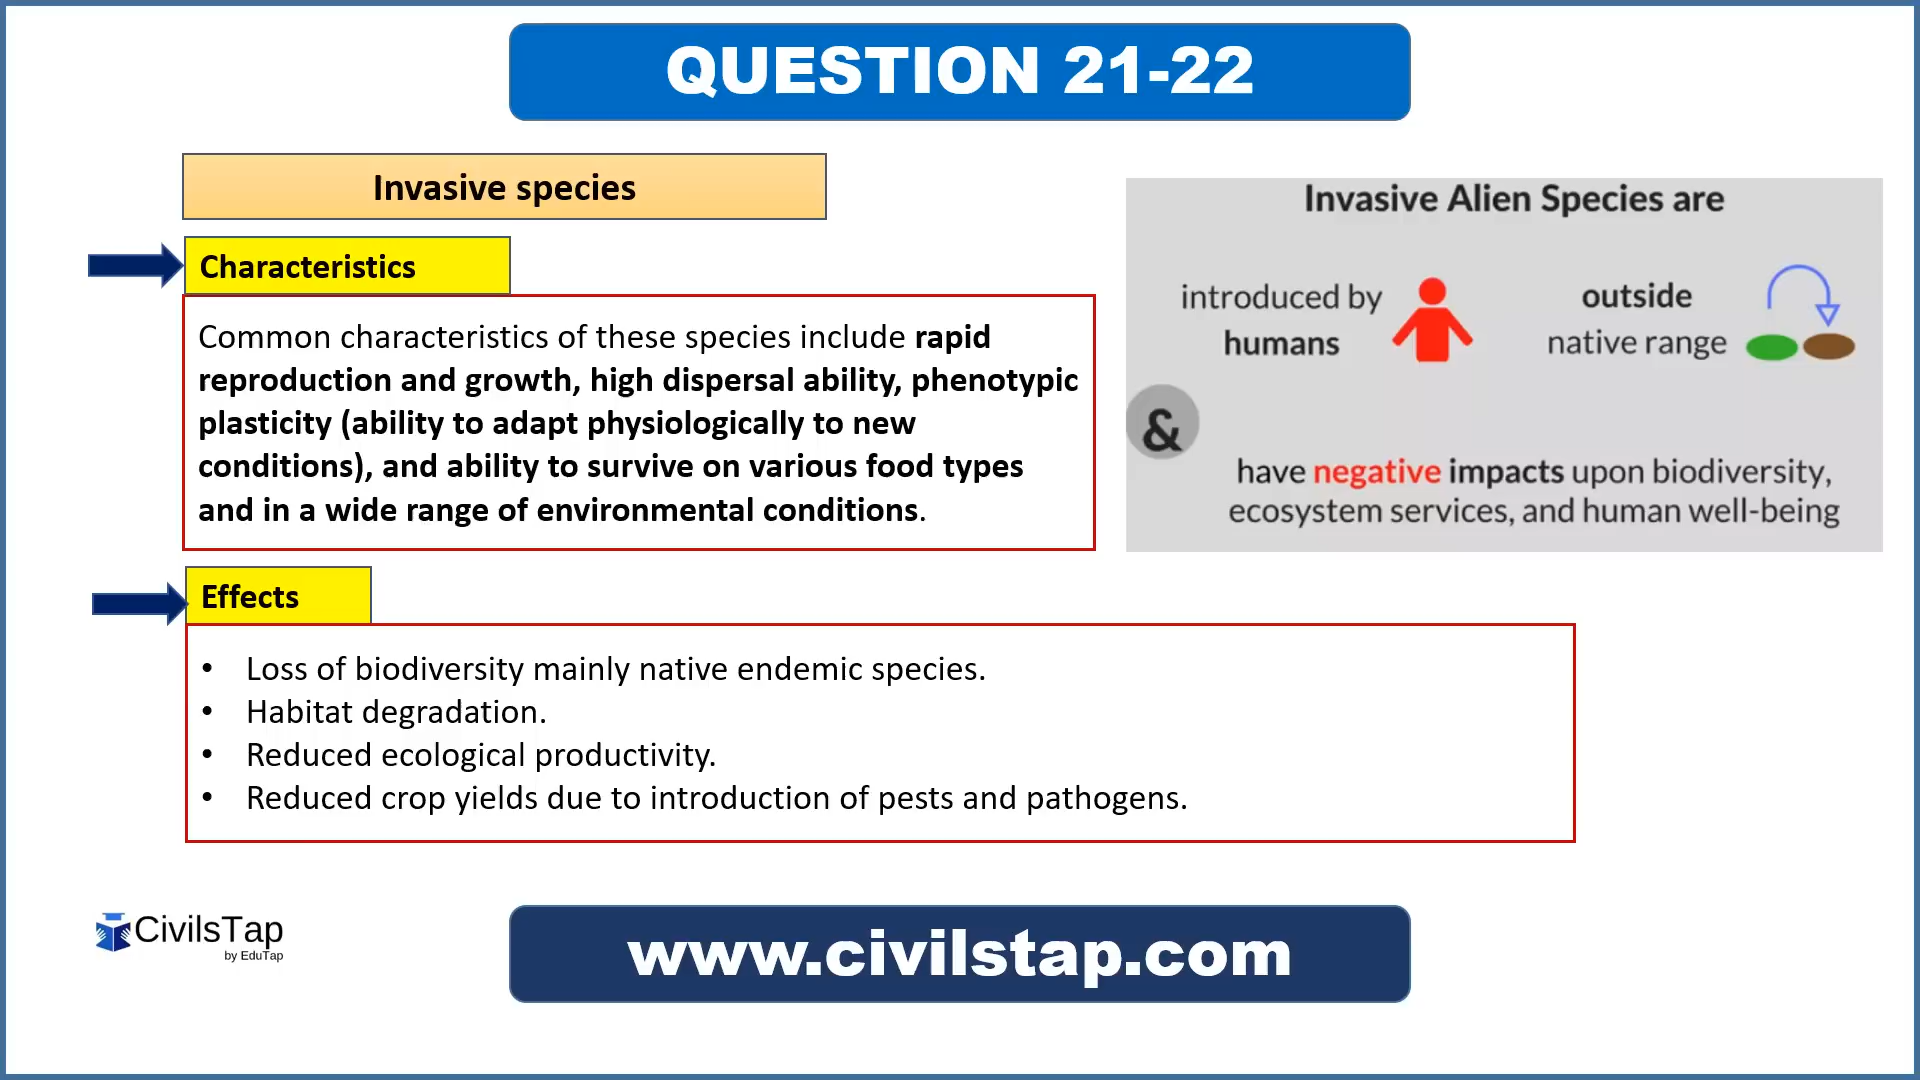 QUESTION 21-22
Invasive species
Characteristics
Common characteristics of these species include rapid
reproduction and growth, high dispersal ability, phenotypic
plasticity (ability to adapt physiologically to new
conditions), and ability to survive on various food types
and in a wide range of environmental conditions.
Invasive Alien Species are
introduced by
humans
outside
native range
&
have negative impacts upon biodiversity,
ecosystem services, and human well-being
Effects
• Loss of biodiversity mainly native endemic species.
• Habitat degradation.
• Reduced ecological productivity.
• Reduced crop yields due to introduction of pests and pathogens.
CivilsTap
by EduTap
www.civilstap.com